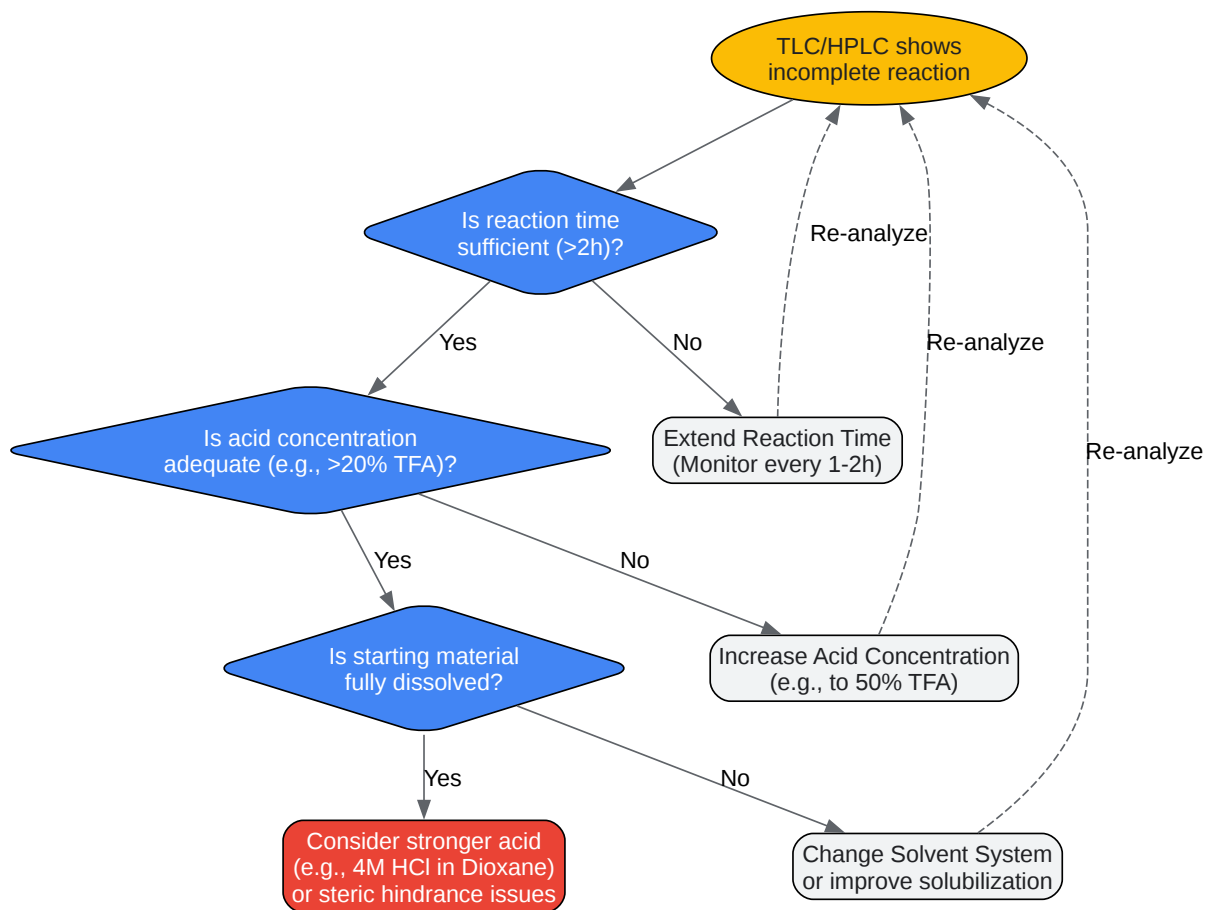 TLC/HPLC shows
incomplete reaction
Is reaction time
sufficient (>2h)?
Re-analyze
Yes
No
Re-analyze
Is acid concentration
adequate (e.g., >20% TFA)?
Extend Reaction Time
(Monitor every 1-2h)
Re-analyze
Yes
No
Is starting material
fully dissolved?
Increase Acid Concentration
(e.g., to 50% TFA)
Yes
No
Consider stronger acid
(e.g., 4M HCl in Dioxane)
or steric hindrance issues
Change Solvent System
or improve solubilization